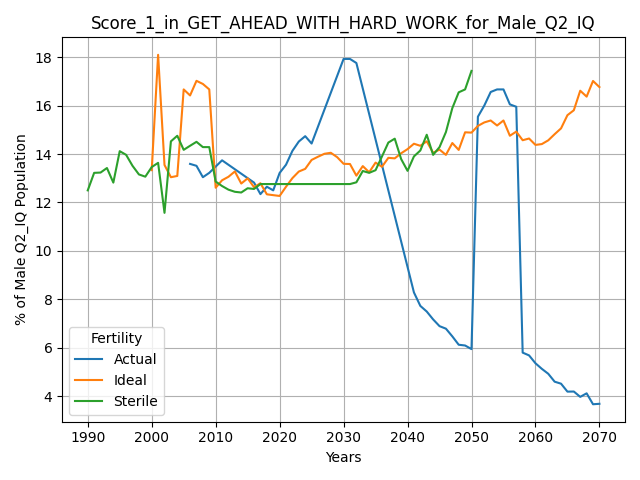 Score_1_in_GET_AHEAD_WITH_HARD_WORK_for_Male_Q2_IQ
% of Male Q2_IQ Population
18
16
14
12
10
8
6
4
Fertility
Actual
Ideal
Sterile
1990 2000 2010 2020 2030 2040 2050 2060 2070
Years